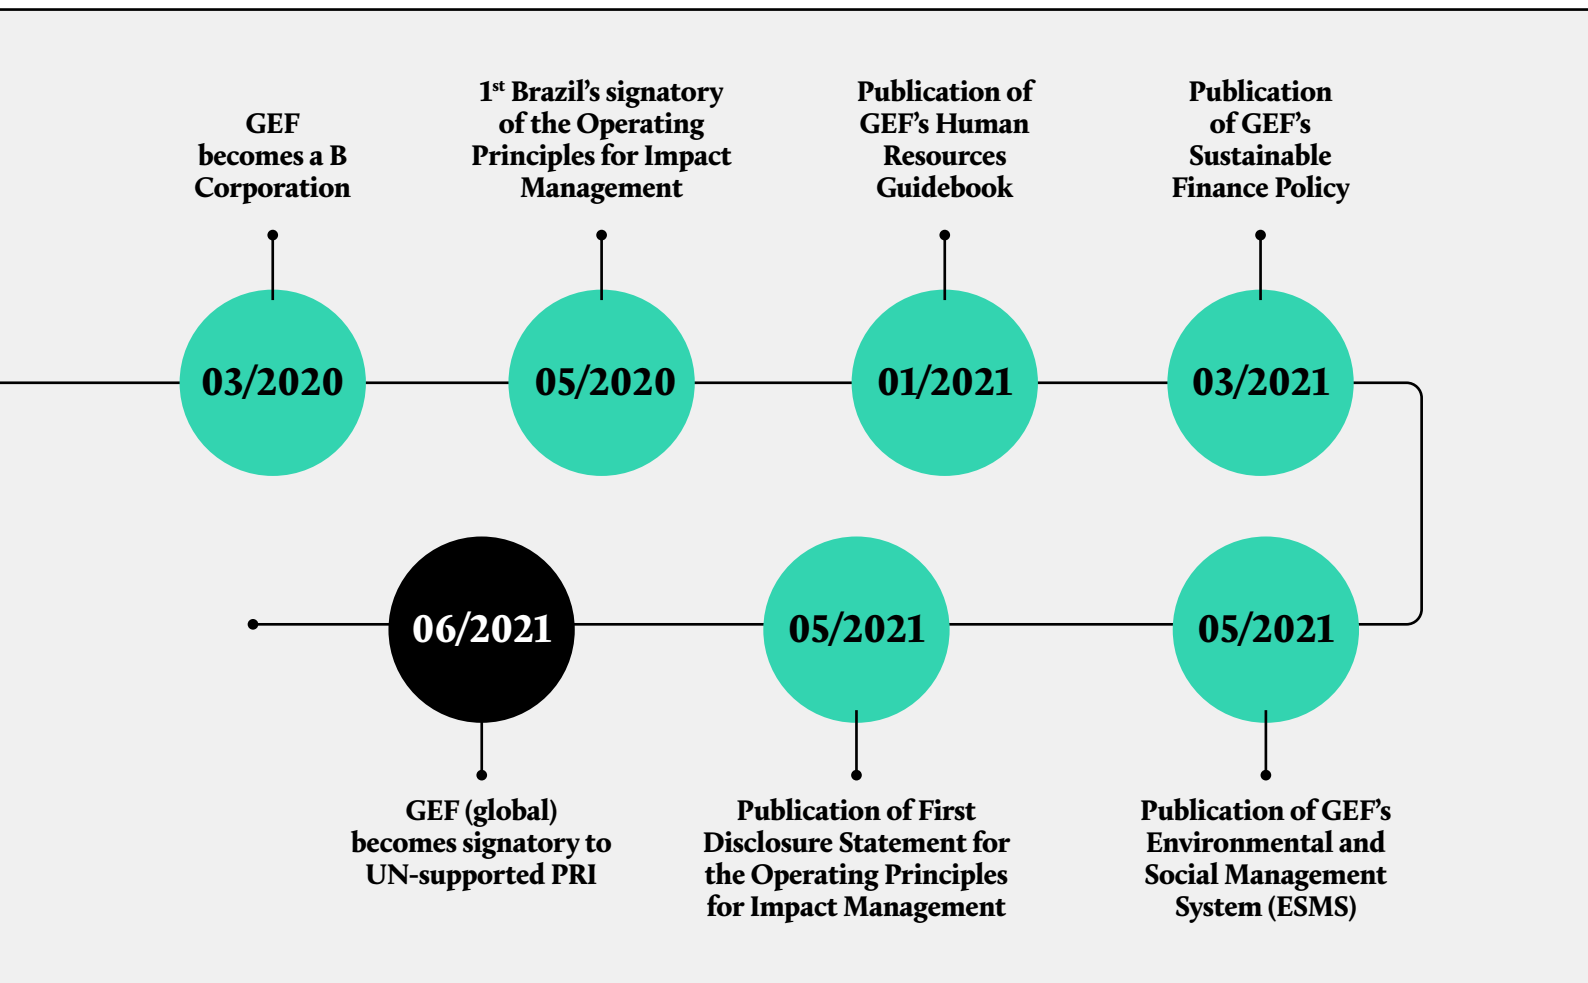 GEF
becomes a B
Corporation
03/2020
1st Brazil’s signatory
of the Operating
Principles for Impact
Management
05/2020
Publication of
GEF’s Human
Resources
Guidebook
01/2021
Publication
of GEF’s
Sustainable
Finance Policy
03/2021
05/2021
Publication of GEF’s
Environmental and
Social Management
System (ESMS)
05/2021
Publication of First
Disclosure Statement for
the Operating Principles
for Impact Management
06/2021
GEF (global)
becomes signatory to
UN-supported PRI